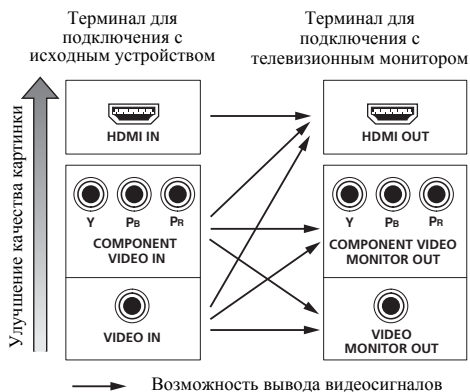 Терминал для
подключения с
исходным устройством
Терминал для
подключения с
телевизионным монитором
Улучшение качества картинки
HDMI IN
HDMI OUT
Y PB PR
COMPONENT
VIDEO IN
Y PB PR
COMPONENT VIDEO
MONITOR OUT
VIDEO IN
VIDEO
MONITOR OUT
Возможность вывода видеосигналов